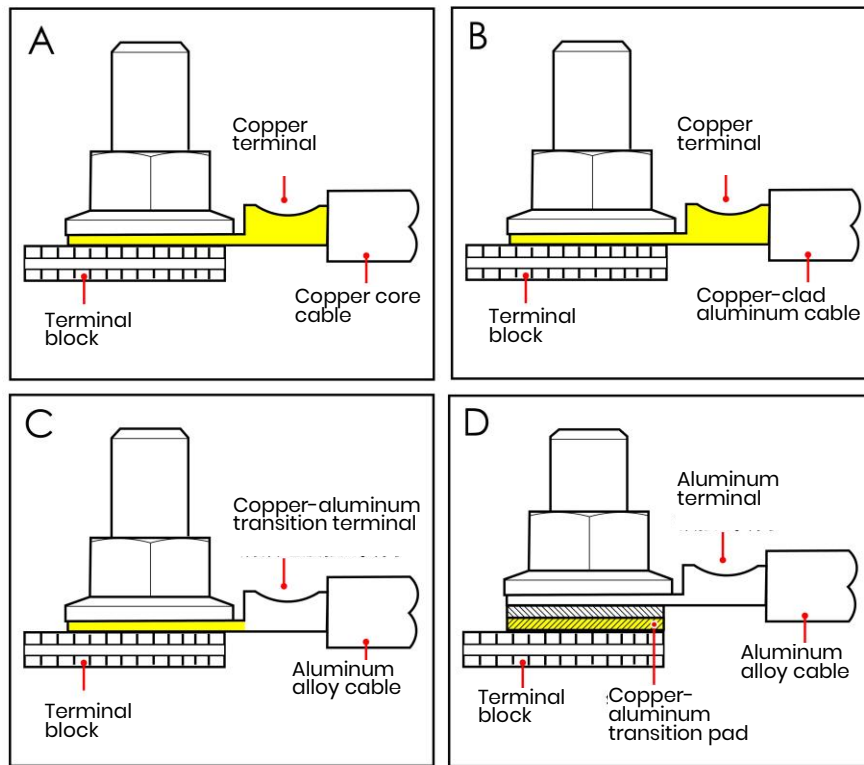 A
Copper
terminal
Copper core
cable
Terminal
block
B
Copper
terminal
Copper-clad
aluminum cable
Terminal
block
C
Copper-aluminum
transition terminal
Aluminum
alloy cable
Terminal
block
D
Aluminum
terminal
Aluminum
alloy cable
Terminal
block
Copper-
aluminum
transition pad